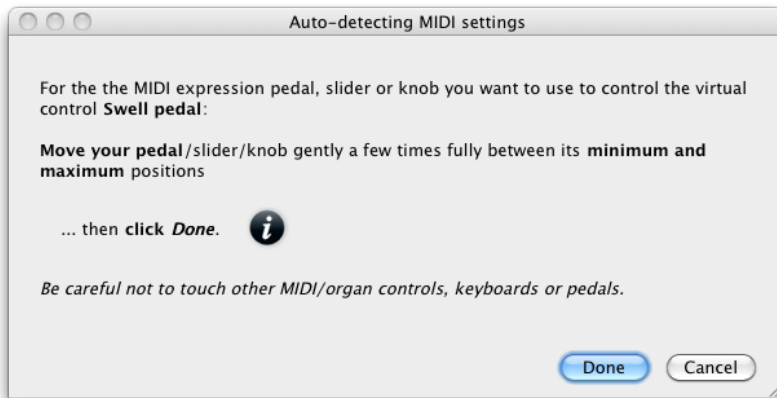 Auto-detecting MIDI settings
For the the MIDI expression pedal, slider or knob you want to use to control the virtual
control Swell pedal:
Move your pedal/slider/knob gently a few times fully between its minimum and
maximum positions
... then click Done.
Be careful not to touch other MIDI/organ controls, keyboards or pedals.
Done Cancel